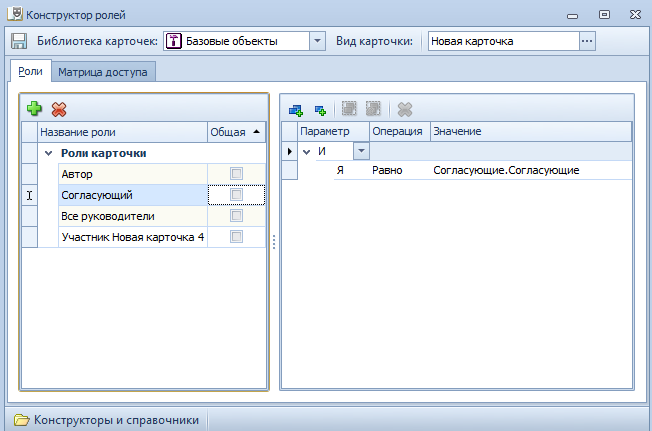 Конструктор ролей
Библиотека карточек: Базовые объекты Вид карточки: Новая карточка ...
Роли Матрица доступа
Название роли Общая
Роли карточки
Автор
Согласующий
Все руководители
Участник Новая карточка 4
Параметр Операция Значение
И
Я Равно Согласующие.Согласующие
Конструкторы и справочники